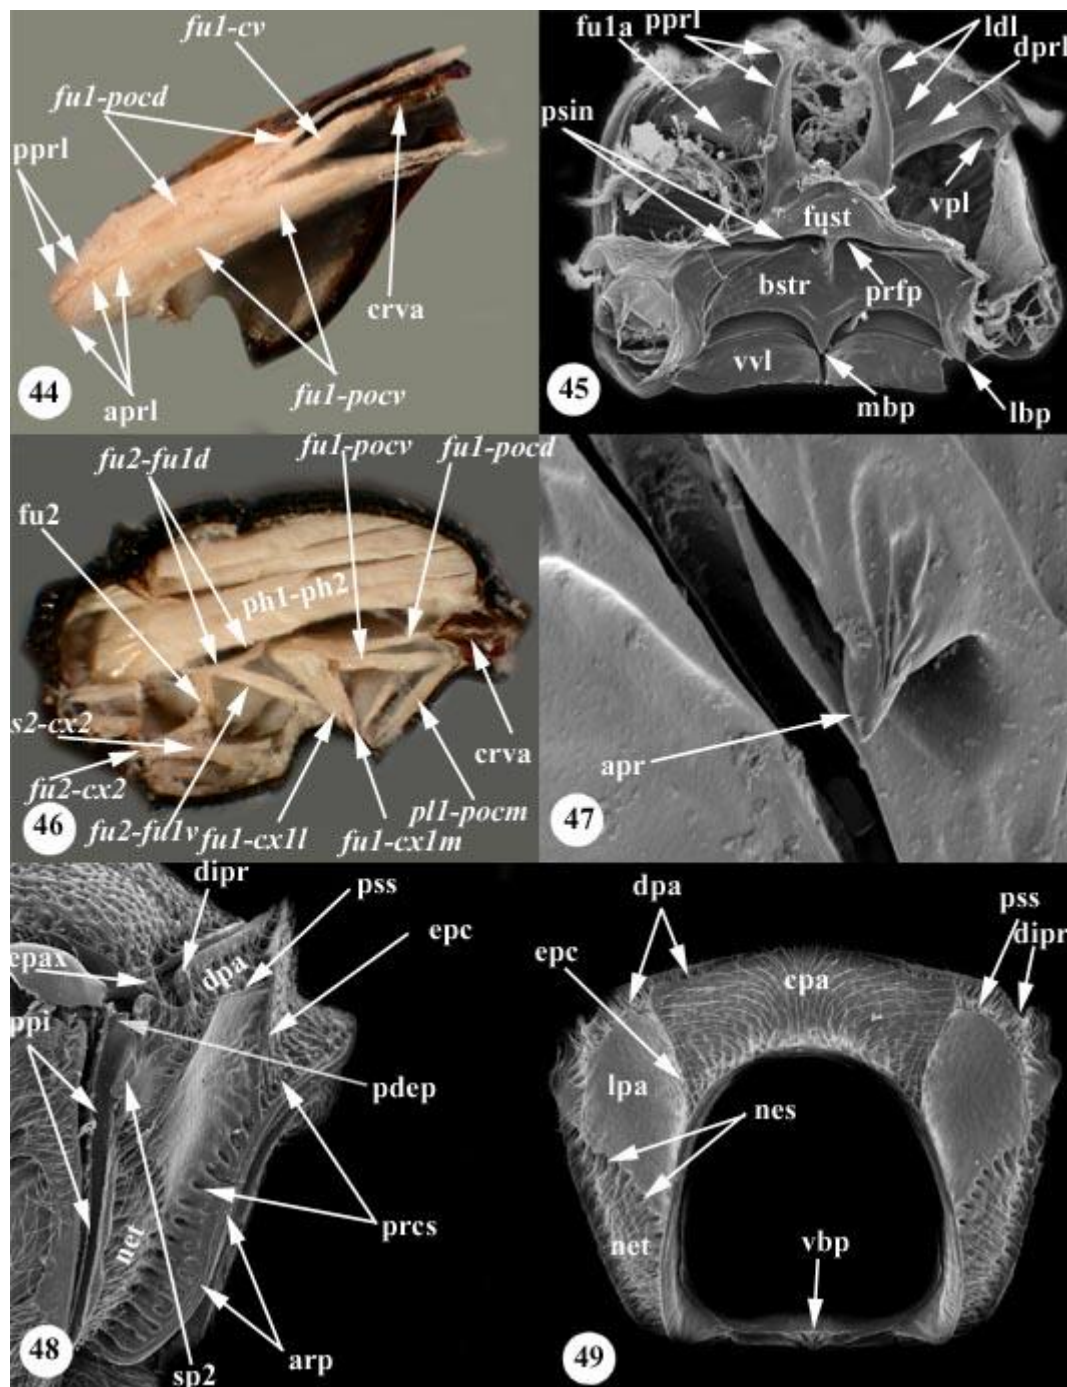 fu1-cv
fu1-pocd
pprl
crva
fu1-pocv
44
aprl
fu1a pprl ldl
dprl
psin
vpl
fust
bstr prfp
vvl
45
mbp lbp
fu2-fu1d fu1-pocv fu1-pocd
fu2
ph1-ph2
s2-cx2
crva
fu2-cx2
46
fu2-fu1v fu1-cx1l pl1-pocm
fu1-cx1m
apr
47
dipr
pss
epc
cpax
dpa
ppi
pdep
net
prcs
48
sp2
arp
dpa
pss
epc
dipr
cpa
lpa
nes
net
vbp
49